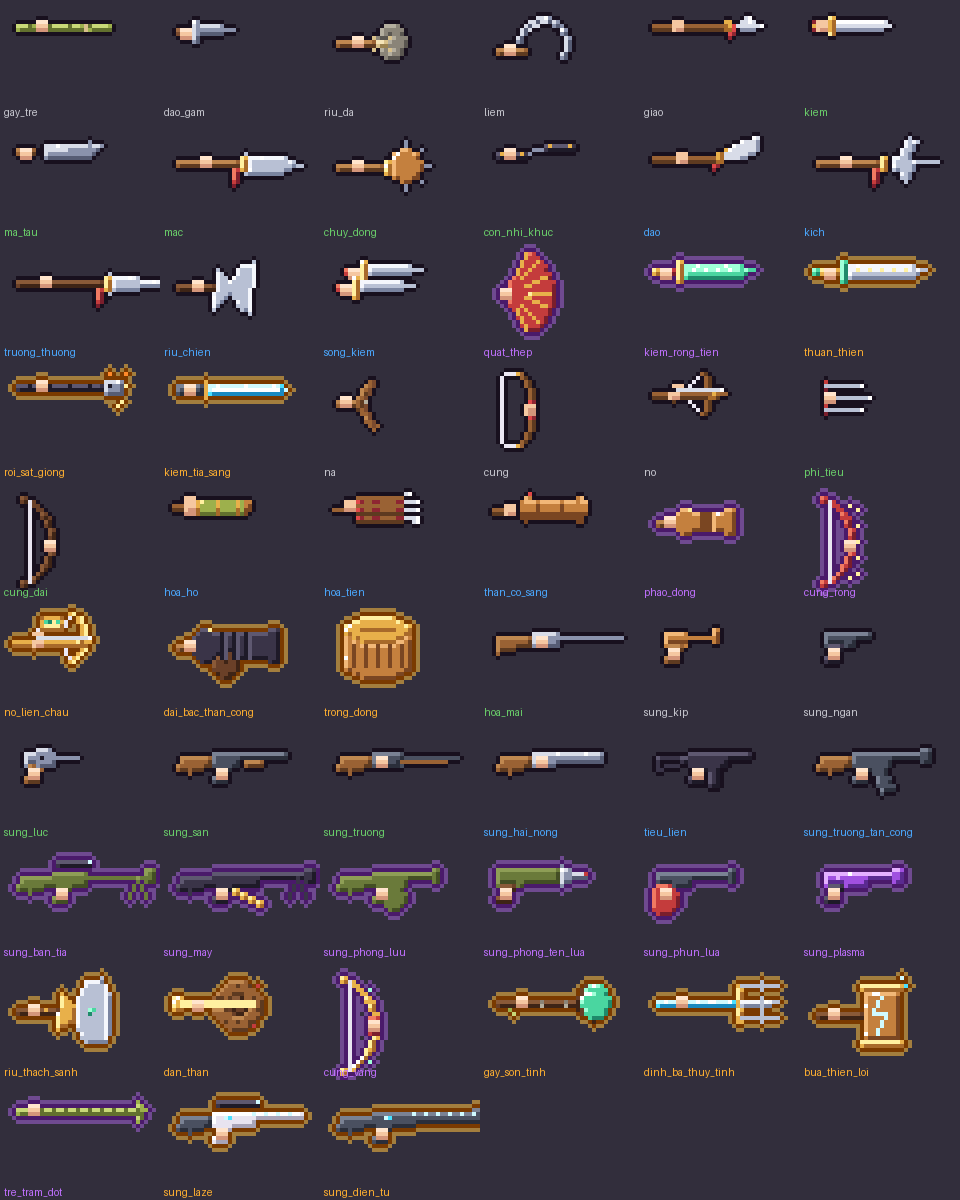 gay_tre dao_gam riu_da liem giao kiem
ma_tau mac chuy_dong con_nhi_khuc dao kich
truong_thuong riu_chien song_kiem quat_thep kiem_rong_tien thuan_thien
roi_sat_giong kiem_tia_sang na cung no phi_tieu
cung_dai hoa_ho hoa_tien than_co_sang phao_dong cung_rong
no_lien_chau dai_bac_than_cong trong_dong hoa_mai sung_kip sung_ngan
sung_luc sung_san sung_truong sung_hai_nong tieu_lien sung_truong_tan_cong
sung_ban_tia sung_may sung_phong_luu sung_phong_ten_lua sung_phun_lua sung_plasma
riu_thach_sanh dan_than cung_vang gay_son_tinh dinh_ba_thuy_tinh bua_thien_loi
tre_tram_dot sung_laze sung_dien_tu